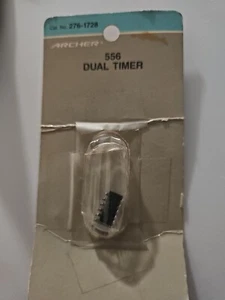 Cat. No. 276-1728
ARCHER
556
DUAL TIMER